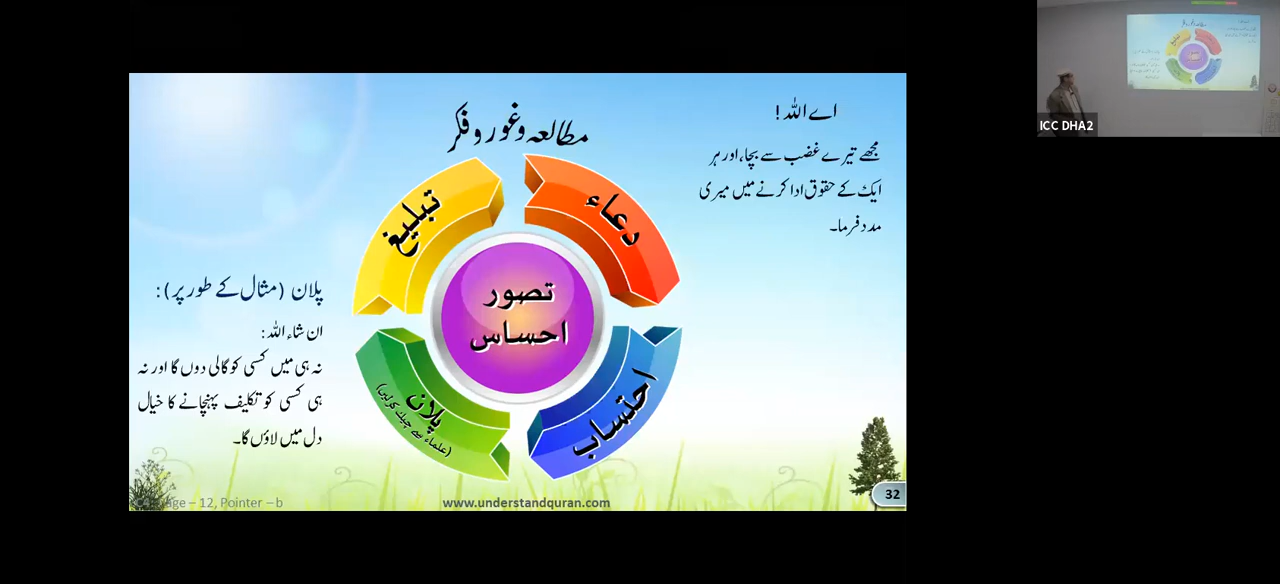 مطالعہ وغور وفکر
اے اللہ!
مجھے تیرے غضب سے بچا، اور ہر
ایک کے حقوق ادا کرنے میں میری
مدد فرما۔
دعاء
تبلیغ
تصور
احساس
احتساب
پلان
(علماء سے چیک کرلیں)
پلان (مثال کے طور پر):
ان شاء اللہ:
نہ ہی میں کسی کو گالی دوں گا اور نہ
ہی کسی کو تکلیف پہنچانے کا خیال
دل میں لاؤں گا۔
– 12, Pointer – b
www.understandquran.com
32
ICC DHA2